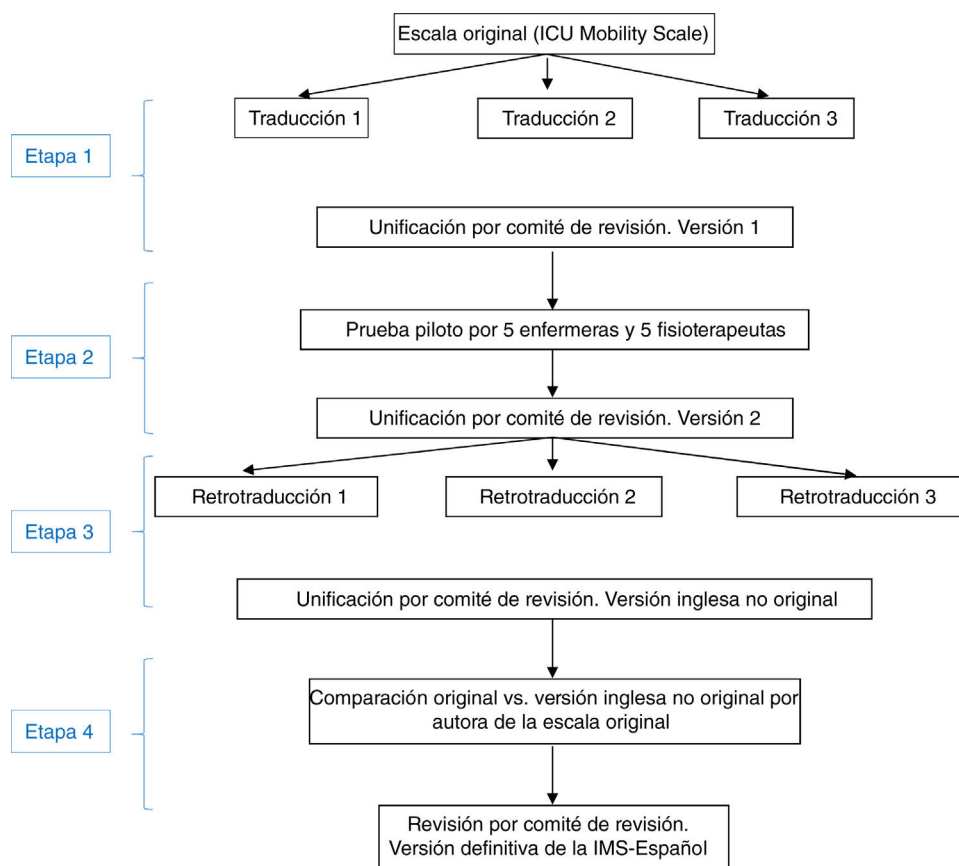 Escala original (ICU Mobility Scale)
Traducción 1
Traducción 2
Traducción 3
Etapa 1
Unificación por comité de revisión. Versión 1
Prueba piloto por 5 enfermeras y 5 fisioterapeutas
Etapa 2
Unificación por comité de revisión. Versión 2
Retrotraducción 1
Retrotraducción 2
Retrotraducción 3
Etapa 3
Unificación por comité de revisión. Versión inglesa no original
Comparación original vs. versión inglesa no original por
autora de la escala original
Etapa 4
Revisión por comité de revisión.
Versión definitiva de la IMS-Español